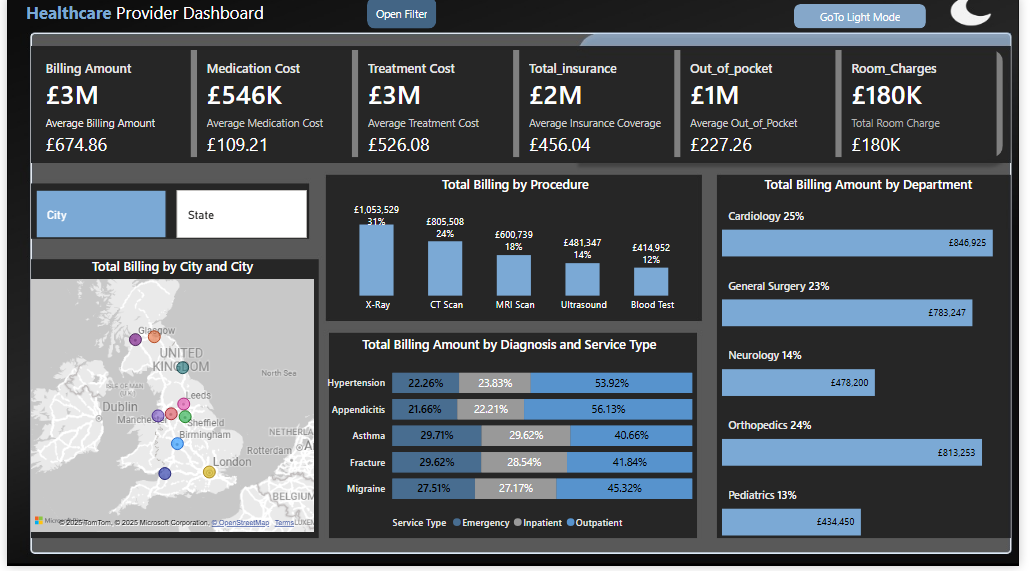 Healthcare Provider Dashboard
Open Filter
GoTo Light Mode
Billing Amount
£3M
Average Billing Amount
£674.86
Medication Cost
£546K
Average Medication Cost
£109.21
Treatment Cost
£3M
Average Treatment Cost
£526.08
Total_insurance
£2M
Average Insurance Coverage
£456.04
Out_of_pocket
£1M
Average Out_of_Pocket
£227.26
Room_Charges
£180K
Total Room Charge
£180K
City
State
Total Billing by City and City
Glasgow
UNITED
KINGDOM
North Sea
ISLE OF MAN
Leeds
Dublin
Manchester
Sheffield
Birmingham
NETHERLA
Rotterdam
London
BELGIUM
LUXEM
© 2025 TomTom, © 2025 Microsoft Corporation, © OpenStreetMap Terms
Total Billing by Procedure
£1,053,529
31%
£805,508
24%
£600,739
18%
£481,347
14%
£414,952
12%
X-Ray CT Scan MRI Scan Ultrasound Blood Test
Total Billing Amount by Diagnosis and Service Type
Hypertension 22.26% 23.83% 53.92%
Appendicitis 21.66% 22.21% 56.13%
Asthma 29.71% 29.62% 40.66%
Fracture 29.62% 28.54% 41.84%
Migraine 27.51% 27.17% 45.32%
Service Type Emergency Inpatient Outpatient
Total Billing Amount by Department
Cardiology 25%
£846,925
General Surgery 23%
£783,247
Neurology 14%
£478,200
Orthopedics 24%
£813,253
Pediatrics 13%
£434,450